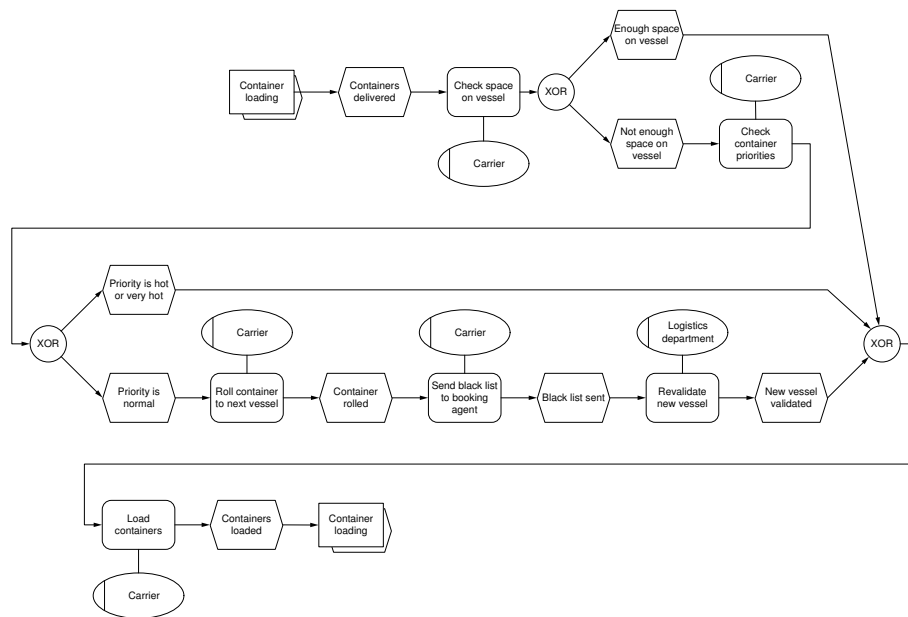 Enough space
on vessel
Container
loading
Containers
delivered
Check space
on vessel
XOR
Carrier
Not enough
space on
vessel
Check
container
priorities
Carrier
Priority is hot
or very hot
XOR
Carrier
Carrier
Logistics
department
XOR
Priority is
normal
Roll container
to next vessel
Container
rolled
Send black list
to booking
agent
Black list sent
Revalidate
new vessel
New vessel
validated
Load
containers
Containers
loaded
Container
loading
Carrier